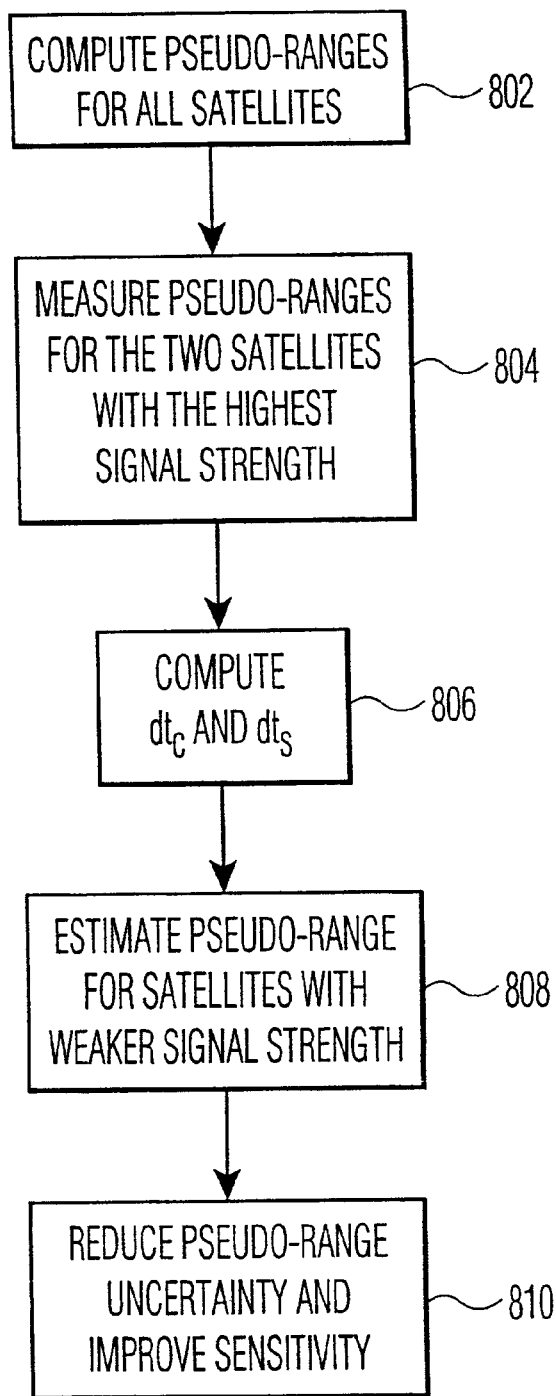 COMPUTE PSEUDO-RANGES
FOR ALL SATELLITES
802
MEASURE PSEUDO-RANGES
FOR THE TWO SATELLITES
WITH THE HIGHEST
SIGNAL STRENGTH
804
COMPUTE
dtC AND dtS
806
ESTIMATE PSEUDO-RANGE
FOR SATELLITES WITH
WEAKER SIGNAL STRENGTH
808
REDUCE PSEUDO-RANGE
UNCERTAINTY AND
IMPROVE SENSITIVITY
810